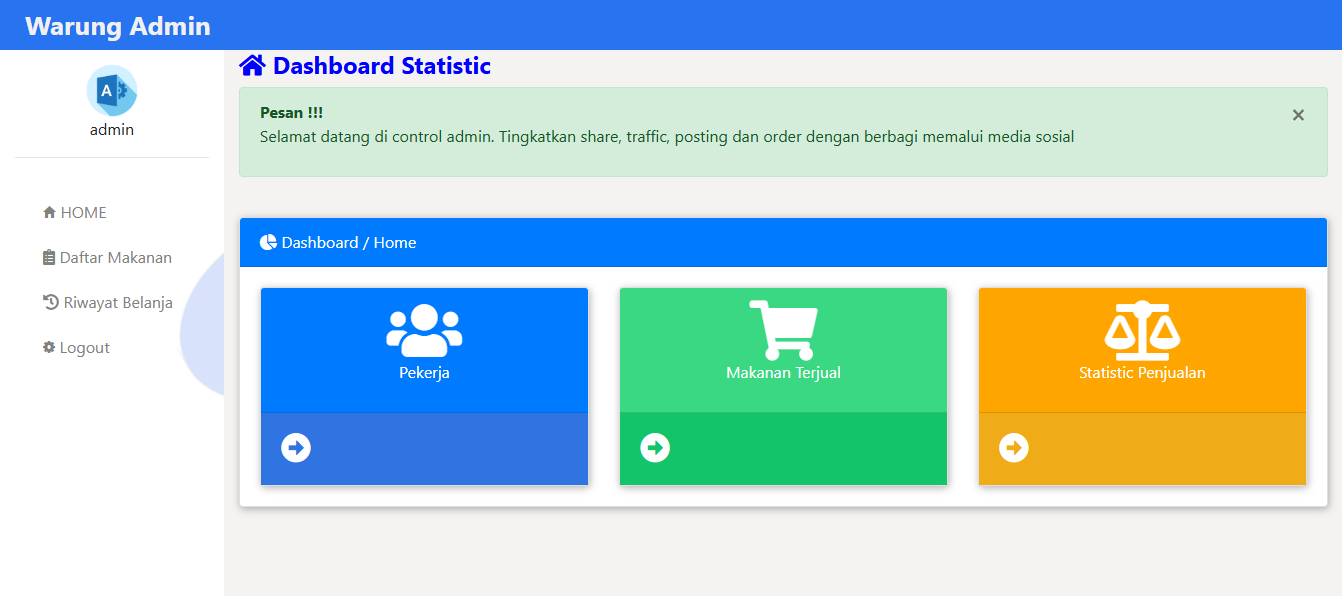 Warung Admin
Dashboard Statistic
A
admin
Pesan !!!
Selamat datang di control admin. Tingkatkan share, traffic, posting dan order dengan berbagi memalui media sosial
×
HOME
Daftar Makanan
Riwayat Belanja
Logout
Dashboard / Home
Pekerja
Makanan Terjual
Statistic Penjualan